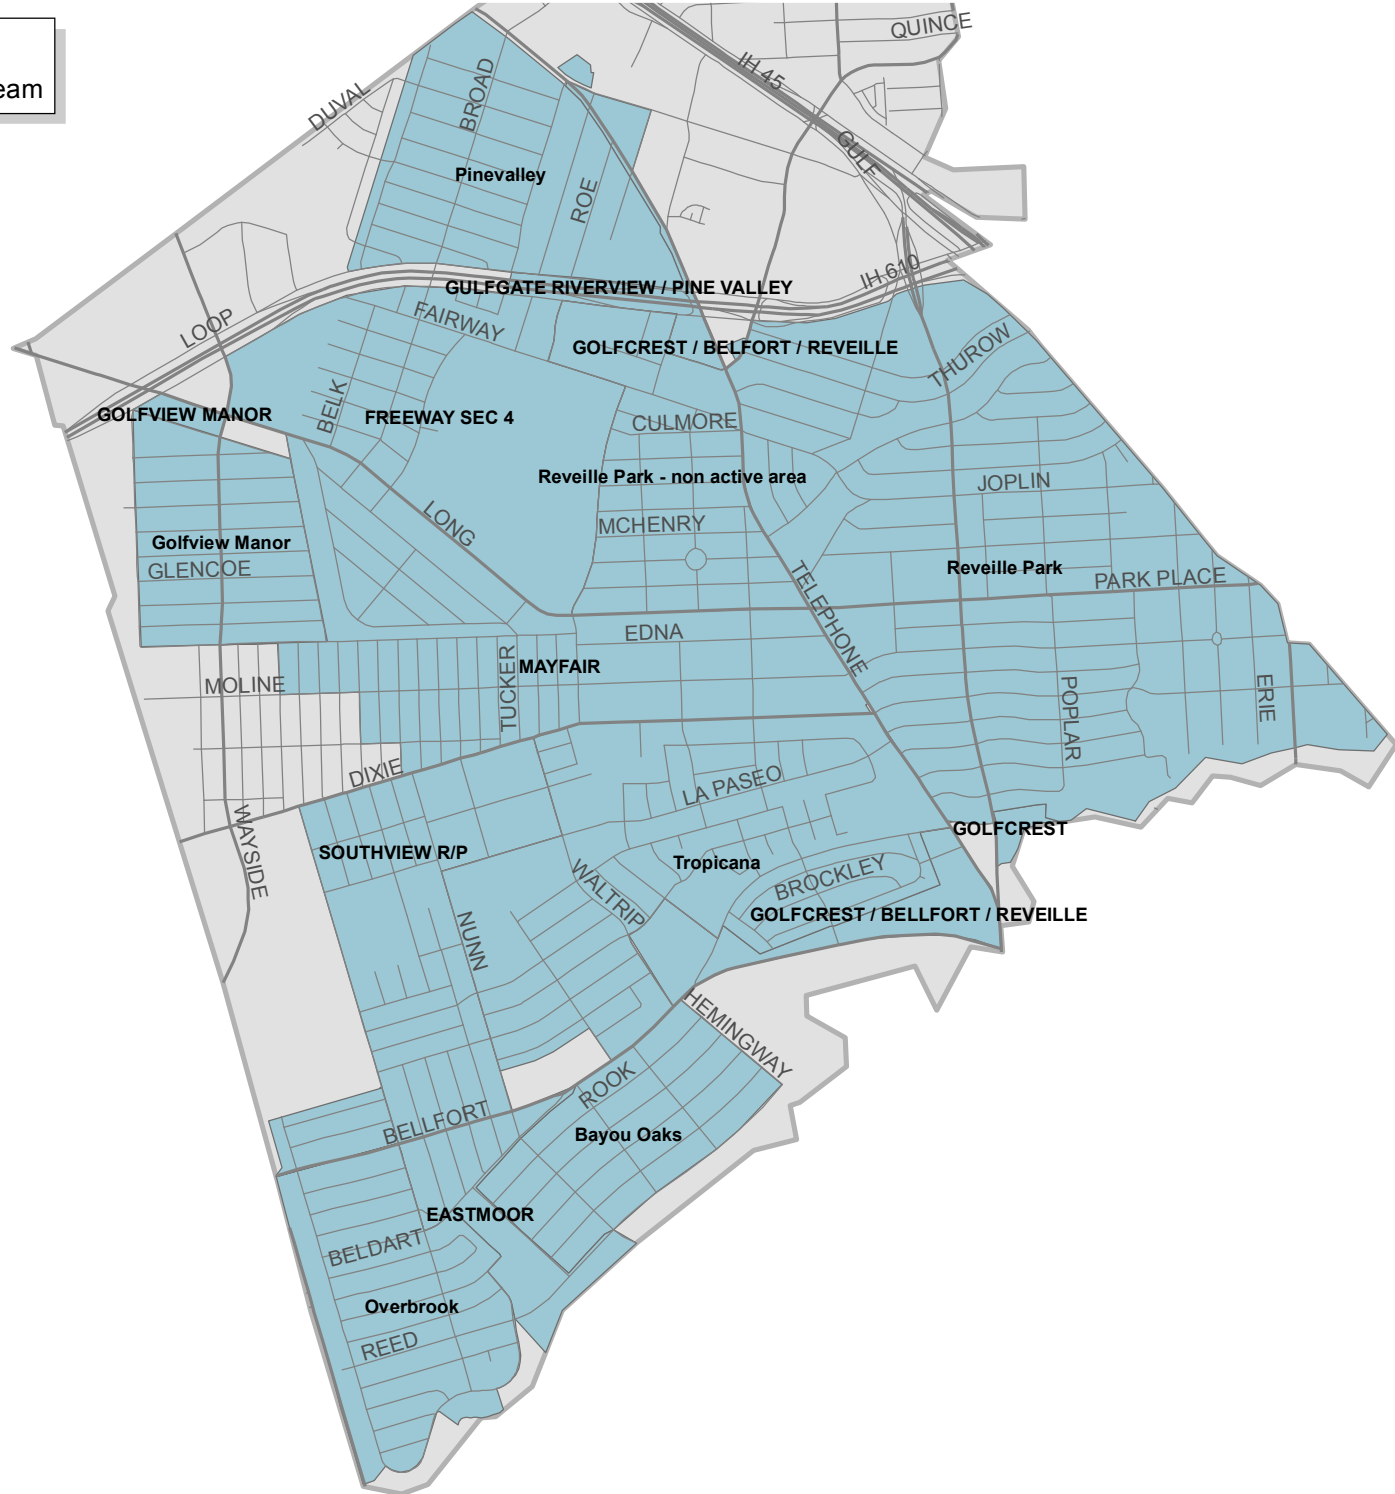 QUINCE
IH 45
eam
DUVAL
BROAD
GULF
Pinevalley
ROE
IH 610
GULFGATE RIVERVIEW / PINE VALLEY
LOOP
FAIRWAY
GOLFCREST / BELFORT / REVEILLE
THUROW
BELK
GOLFVIEW MANOR
FREEWAY SEC 4
CULMORE
Reveille Park - non active area
JOPLIN
LONG
MCHENRY
Golfview Manor
GLENCOE
Reveille Park
PARK PLACE
TELEPHONE
EDNA
MAYFAIR
TUCKER
MOLINE
POPLAR
ERIE
DIXIE
LA PASEO
WAYSIDE
GOLFCREST
SOUTHVIEW R/P
Tropicana
WALTRIP
BROCKLEY
GOLFCREST / BELLFORT / REVEILLE
NUNN
HEMINGWAY
ROOK
BELLFORT
Bayou Oaks
EASTMOOR
BELDART
Overbrook
REED